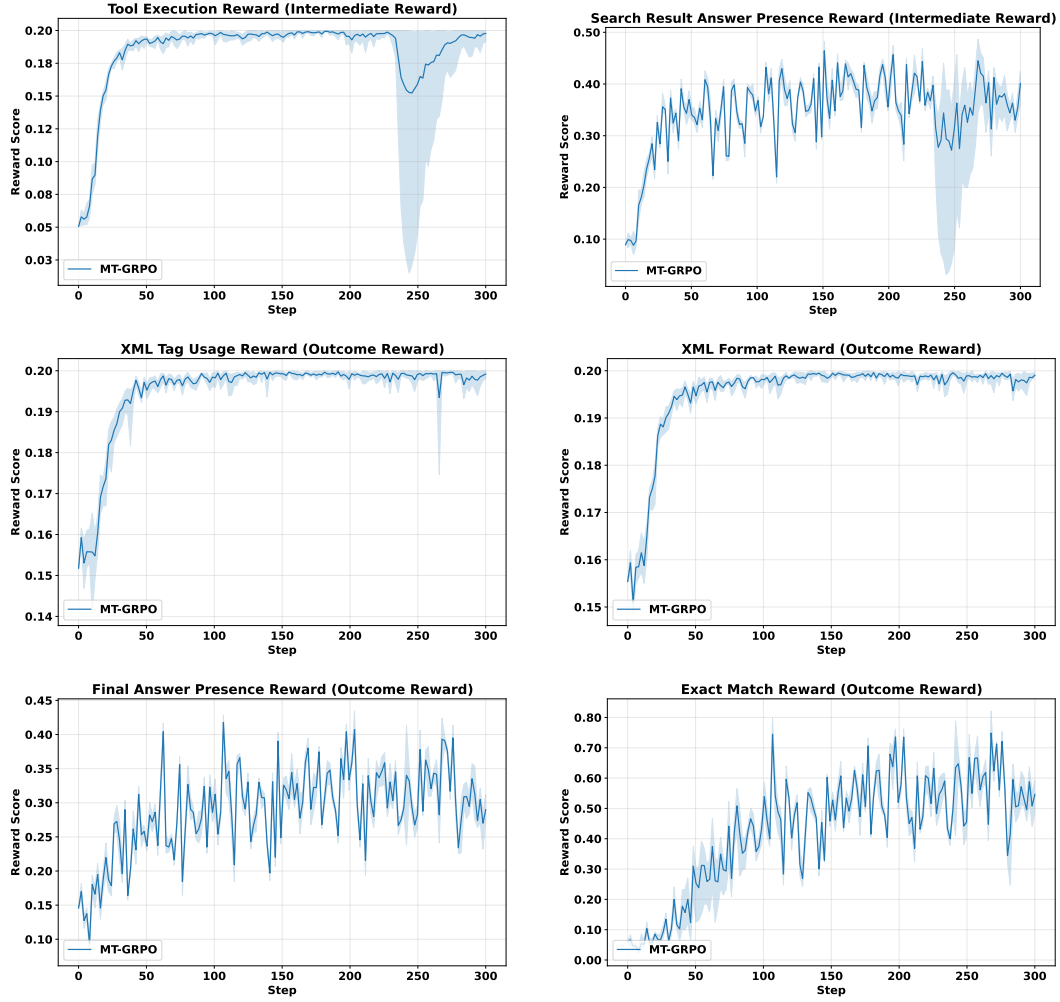 Tool Execution Reward (Intermediate Reward)
Reward Score
0.20
0.18
0.15
0.12
0.10
0.08
0.05
0.03
MT-GRPO
0 50 100 150 200 250 300
Step
Search Result Answer Presence Reward (Intermediate Reward)
Reward Score
0.50
0.40
0.30
0.20
0.10
MT-GRPO
0 50 100 150 200 250 300
Step
XML Tag Usage Reward (Outcome Reward)
Reward Score
0.20
0.19
0.18
0.17
0.16
0.15
0.14
MT-GRPO
0 50 100 150 200 250 300
Step
XML Format Reward (Outcome Reward)
Reward Score
0.20
0.19
0.18
0.17
0.16
0.15
MT-GRPO
0 50 100 150 200 250 300
Step
Final Answer Presence Reward (Outcome Reward)
Reward Score
0.45
0.40
0.35
0.30
0.25
0.20
0.15
0.10
MT-GRPO
0 50 100 150 200 250 300
Step
Exact Match Reward (Outcome Reward)
Reward Score
0.80
0.70
0.60
0.50
0.40
0.30
0.20
0.10
0.00
MT-GRPO
0 50 100 150 200 250 300
Step